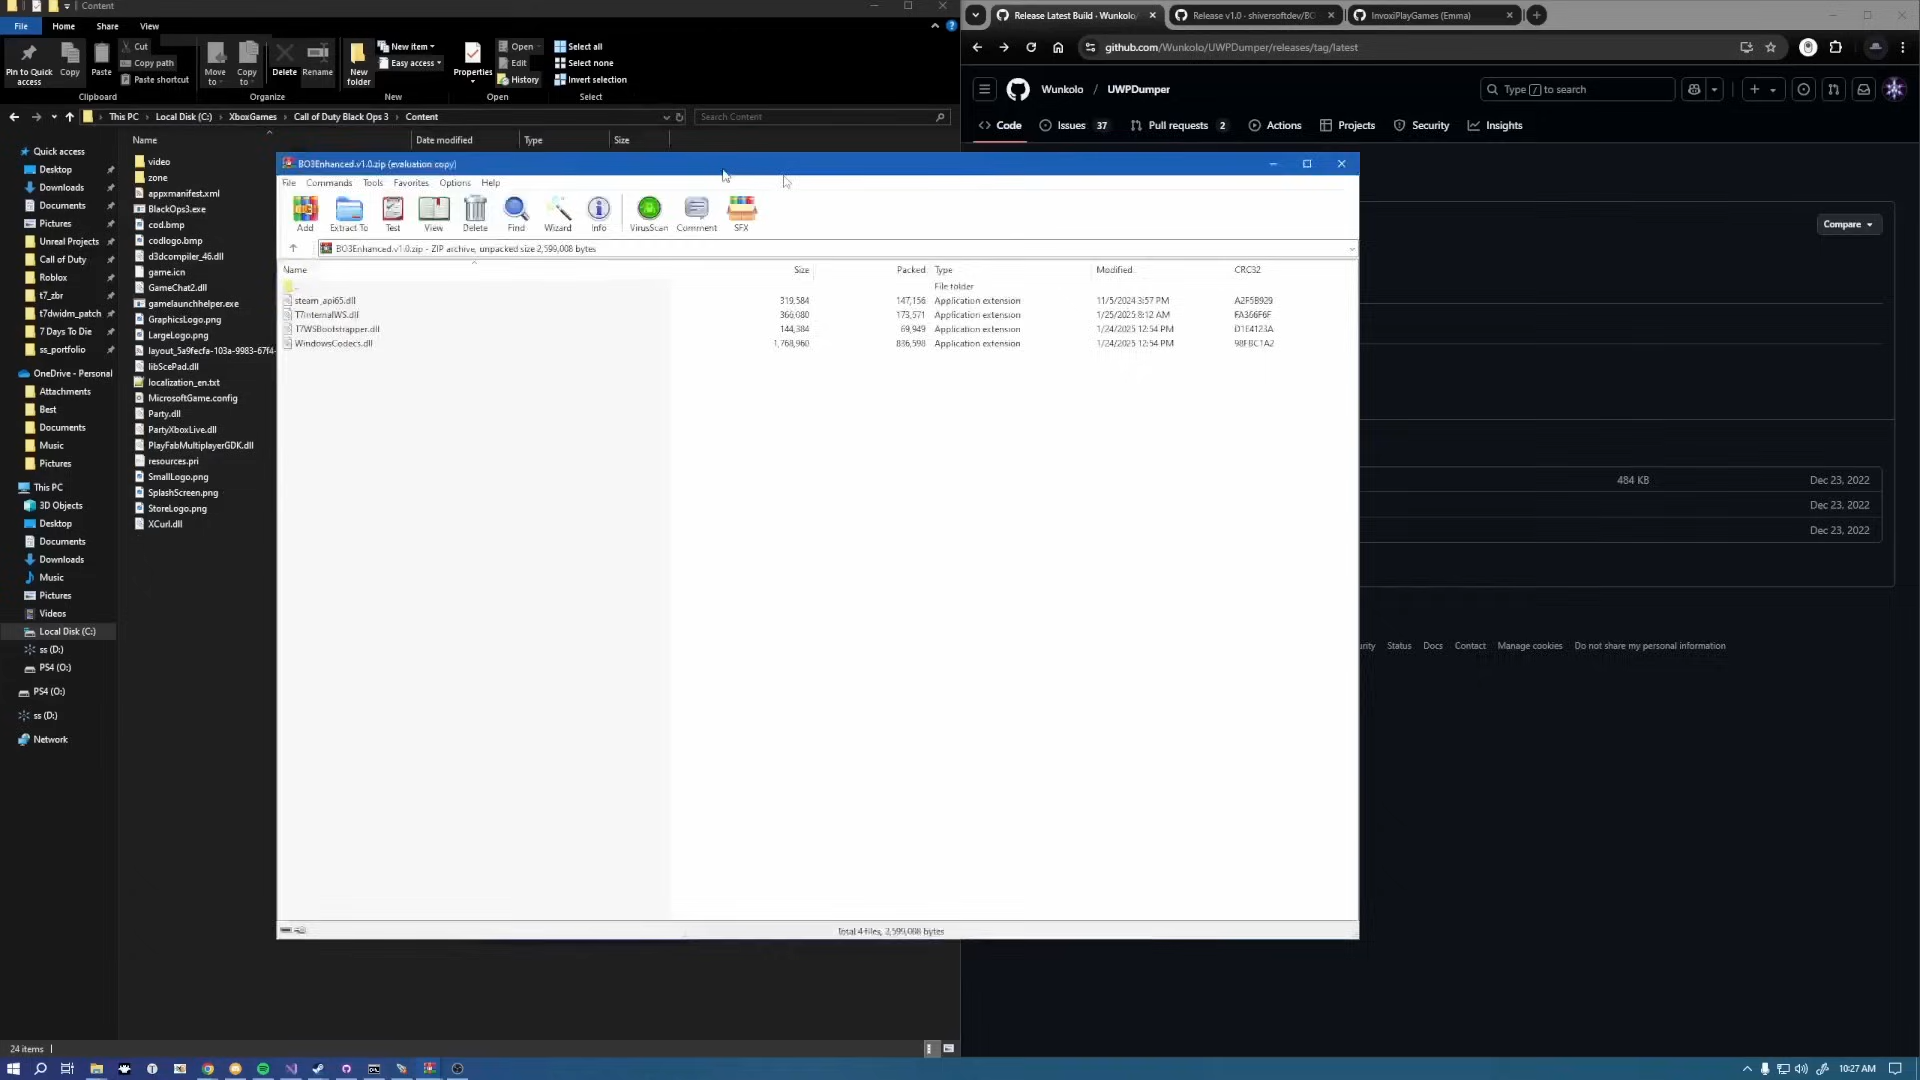 Content
File
Home
Share
View
Pin to Quick access
Copy
Paste
Cut
Copy path
Paste shortcut
Move to
Copy to
Delete
Rename
New folder
New item
Easy access
Properties
Open
Edit
History
Select all
Select none
Invert selection
Clipboard
Organize
New
Open
Select
This PC
Local Disk (C:)
XboxGames
Call of Duty Black Ops 3
Content
Search Content
Name
Date modified
Type
Size
Quick access
Desktop
Downloads
Documents
Pictures
Unreal Projects
Call of Duty
Roblox
t7_zbr
t7dwidm_patch
7 Days To Die
ss_portfolio
OneDrive - Personal
Attachments
Best
Documents
Music
Pictures
This PC
3D Objects
Desktop
Documents
Downloads
Music
Pictures
Videos
Local Disk (C:)
ss (D:)
PS4 (O:)
PS4 (O:)
ss (D:)
Network
video
zone
appxmanifest.xml
BlackOps3.exe
cod.bmp
codlogo.bmp
d3dcompiler_46.dll
game.icn
GameChat2.dll
gamelaunchhelper.exe
GraphicsLogo.png
LargeLogo.png
layout_5a9fecfa-103a-9983-67f4-
libScePad.dll
localization_en.txt
MicrosoftGame.config
Party.dll
PartyXboxLive.dll
PlayFabMultiplayerGDK.dll
resources.pri
SmallLogo.png
SplashScreen.png
StoreLogo.png
XCurl.dll
24 items
BO3Enhanced.v1.0.zip (evaluation copy)
File Commands Tools Favorites Options Help
Add
Extract To
Test
View
Delete
Find
Wizard
Info
VirusScan
Comment
SFX
BO3Enhanced.v1.0.zip - ZIP archive, unpacked size 2,599,008 bytes
Name Size Packed Type Modified CRC32
.. File folder
steam_api65.dll 319,584 147,156 Application extension 11/5/2024 3:57 PM A2F5B929
T7InternalWS.dll 366,080 173,571 Application extension 1/25/2025 8:12 AM FA366F6F
T7WSBootstrapper.dll 144,384 69,949 Application extension 1/24/2025 12:54 PM D1E4123A
WindowsCodecs.dll 1,768,960 836,598 Application extension 1/24/2025 12:54 PM 98FBC1A2
Total 4 files, 2,599,008 bytes
Release Latest Build · Wunkolo/
Release v1.0 · shiversoftdev/BO
InvoxiPlayGames (Emma)
github.com/Wunkolo/UWPDumper/releases/tag/latest
Wunkolo / UWPDumper
Type / to search
Code
Issues 37
Pull requests 2
Actions
Projects
Security
Insights
Compare
484 KB
Dec 23, 2022
Dec 23, 2022
Dec 23, 2022
urity
Status
Docs
Contact
Manage cookies
Do not share my personal information
10:27 AM